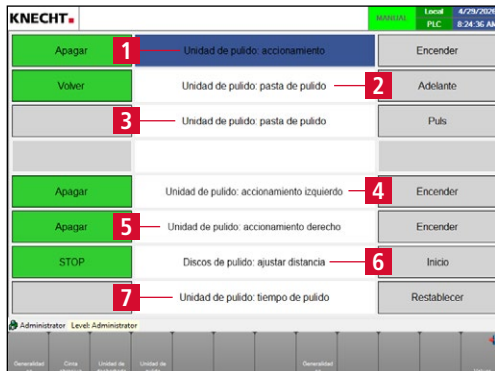 KNECHT
MANUAL
Local
PLC
4/29/2020
8:24:36 AM
Apagar
1
Unidad de pulido: accionamiento
Encender
Volver
Unidad de pulido: pasta de pulido
2
Adelante
3
Unidad de pulido: pasta de pulido
Puls
Apagar
Unidad de pulido: accionamiento izquierdo
4
Encender
Apagar
5
Unidad de pulido: accionamiento derecho
Encender
STOP
Discos de pulido: ajustar distancia
6
Inicio
7
Unidad de pulido: tiempo de pulido
Restablecer
Administrator Level: Administrator
Unidad de
Unidad de